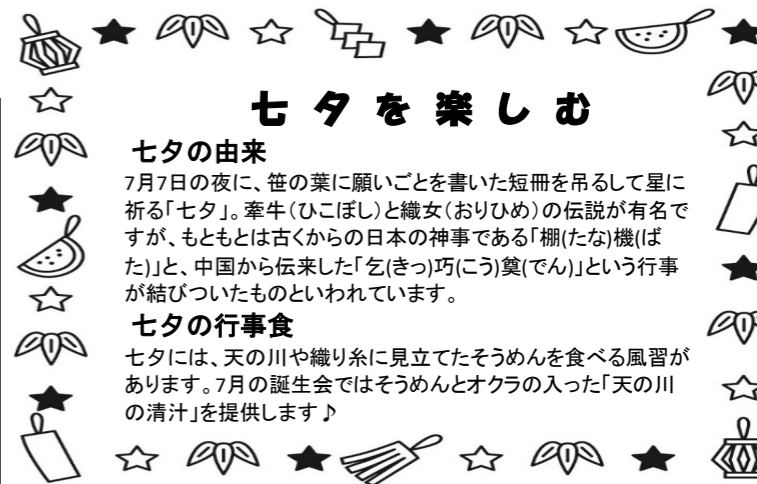 七夕を楽しむ
七夕の由来
7月7日の夜に、笹の葉に願いごとを書いた短冊を吊るして星に
祈る「七夕」。牽牛（ひこぼし）と織女（おりひめ）の伝説が有名で
すが、もともとは古くからの日本の神事である「棚(たな)機(ば
た)」と、中国から伝来した「乞(きっ)巧(こう)奠(でん)」という行事
が結びついたものといわれています。
七夕の行事食
七夕には、天の川や織り糸に見立てたそうめんを食べる風習が
あります。7月の誕生会ではそうめんとオクラの入った「天の川
の清汁」を提供します♪